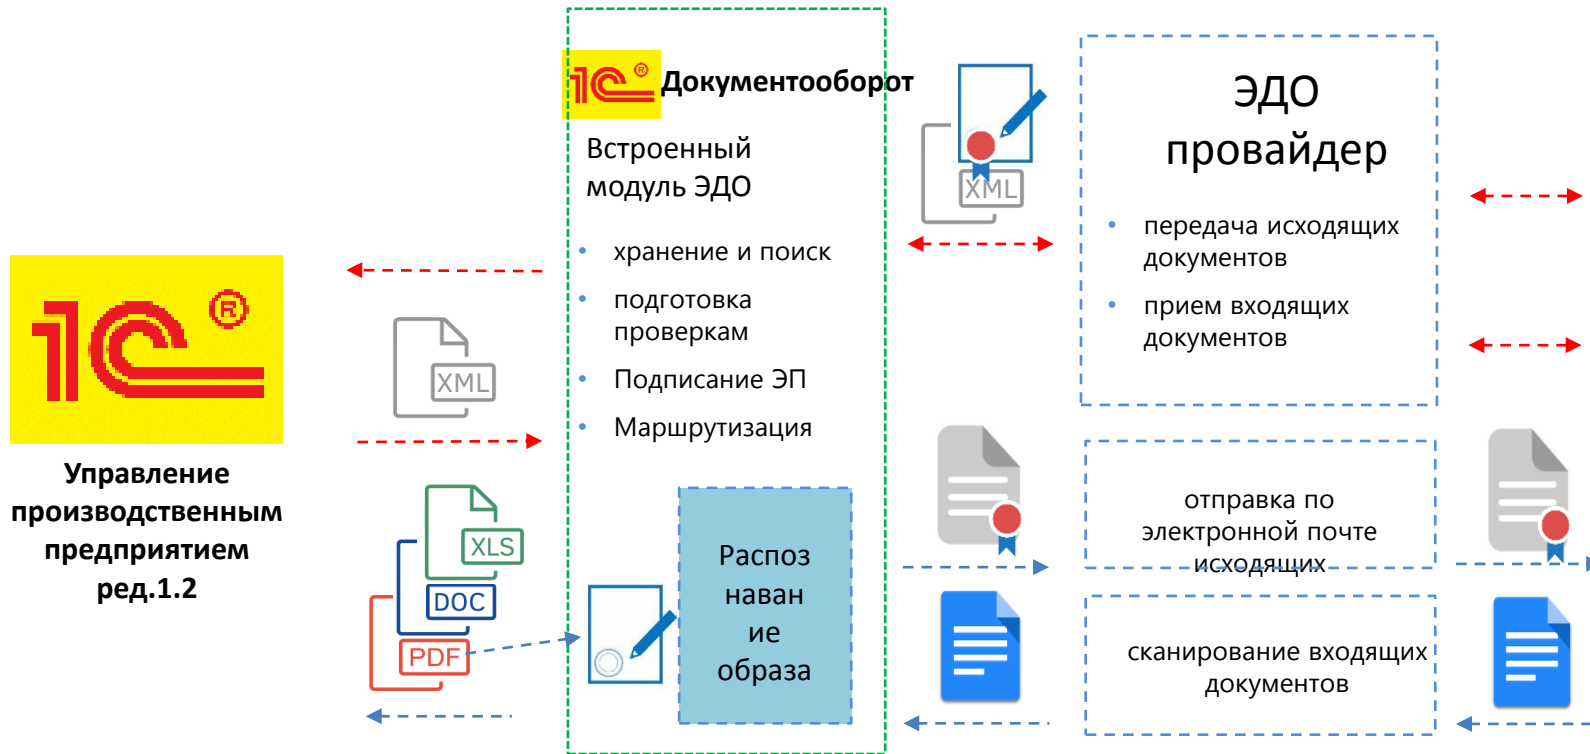 1С®
Управление
производственным
предприятием
ред.1.2
XML
XLS
DOC
PDF
1С®
Документооборот
Встроенный
модуль ЭДО
• хранение и поиск
• подготовка
проверкам
• Подписание ЭП
• Маршрутизация
Распоз
наван
ие
образа
XML
ЭДО
провайдер
• передача исходящих
документов
• прием входящих
документов
отправка по
электронной почте
исходящих
сканирование входящих
документов